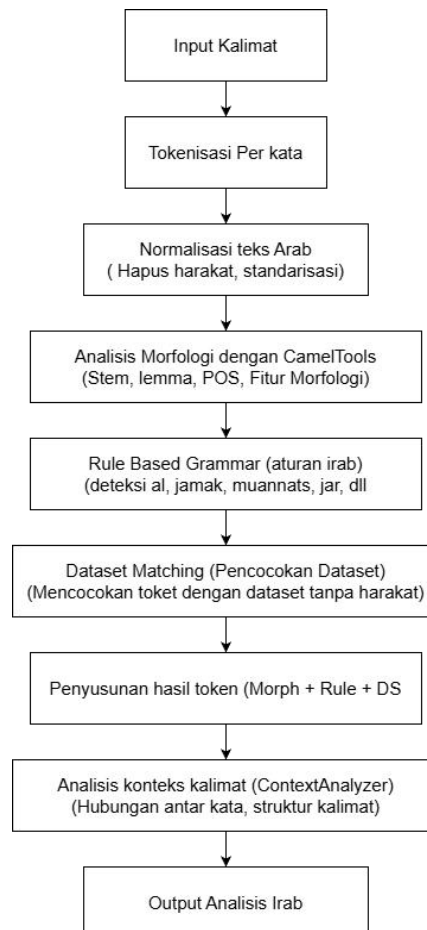 Input Kalimat
Tokenisasi Per kata
Normalisasi teks Arab
( Hapus harakat, standarisasi)
Analisis Morfologi dengan CamelTools
(Stem, lemma, POS, Fitur Morfologi)
Rule Based Grammar (aturan irab)
(deteksi al, jamak, muannats, jar, dll
Dataset Matching (Pencocokan Dataset)
(Mencocokan toket dengan dataset tanpa harakat)
Penyusunan hasil token (Morph + Rule + DS
Analisis konteks kalimat (ContextAnalyzer)
(Hubungan antar kata, struktur kalimat)
Output Analisis Irab